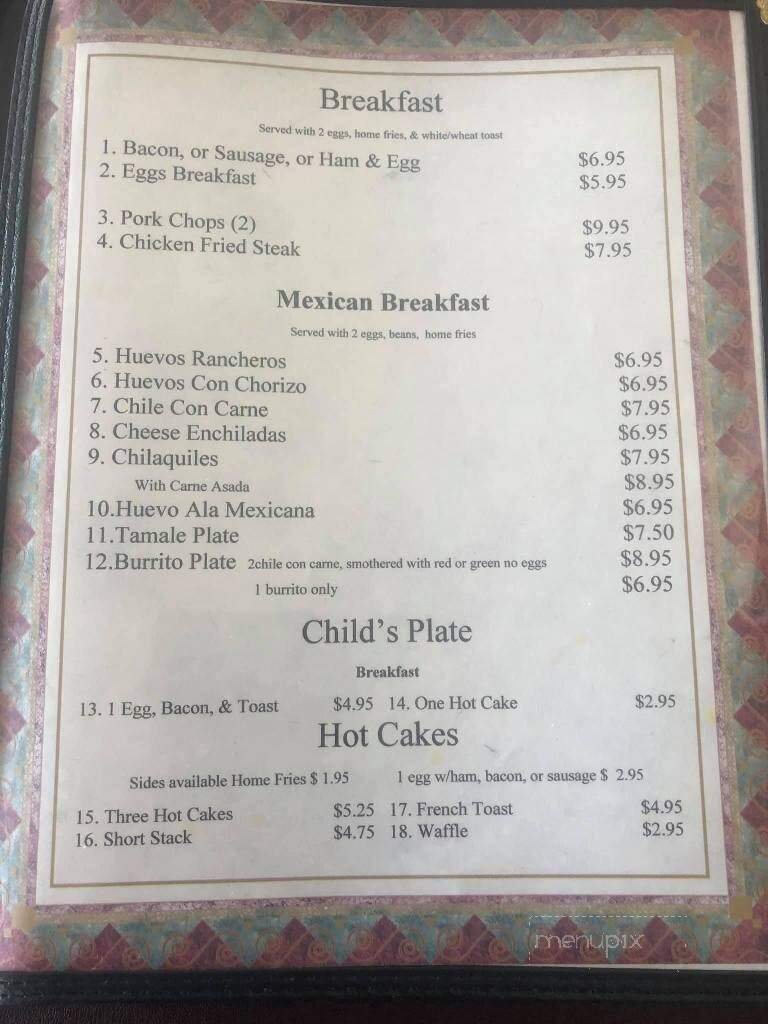 Breakfast
Served with 2 eggs, home fries, & white/wheat toast
1. Bacon, or Sausage, or Ham & Egg $6.95
2. Eggs Breakfast $5.95
3. Pork Chops (2) $9.95
4. Chicken Fried Steak $7.95
Mexican Breakfast
Served with 2 eggs, beans, home fries
5. Huevos Rancheros $6.95
6. Huevos Con Chorizo $6.95
7. Chile Con Carne $7.95
8. Cheese Enchiladas $6.95
9. Chilaquiles $7.95
With Carne Asada $8.95
10.Huevo Ala Mexicana $6.95
11.Tamale Plate $7.50
12.Burrito Plate 2chile con carne, smothered with red or green no eggs $8.95
1 burrito only $6.95
Child's Plate
Breakfast
13. 1 Egg, Bacon, & Toast $4.95 14. One Hot Cake $2.95
Hot Cakes
Sides available Home Fries $ 1.95 1 egg w/ham, bacon, or sausage $ 2.95
15. Three Hot Cakes $5.25 17. French Toast $4.95
16. Short Stack $4.75 18. Waffle $2.95
menupix